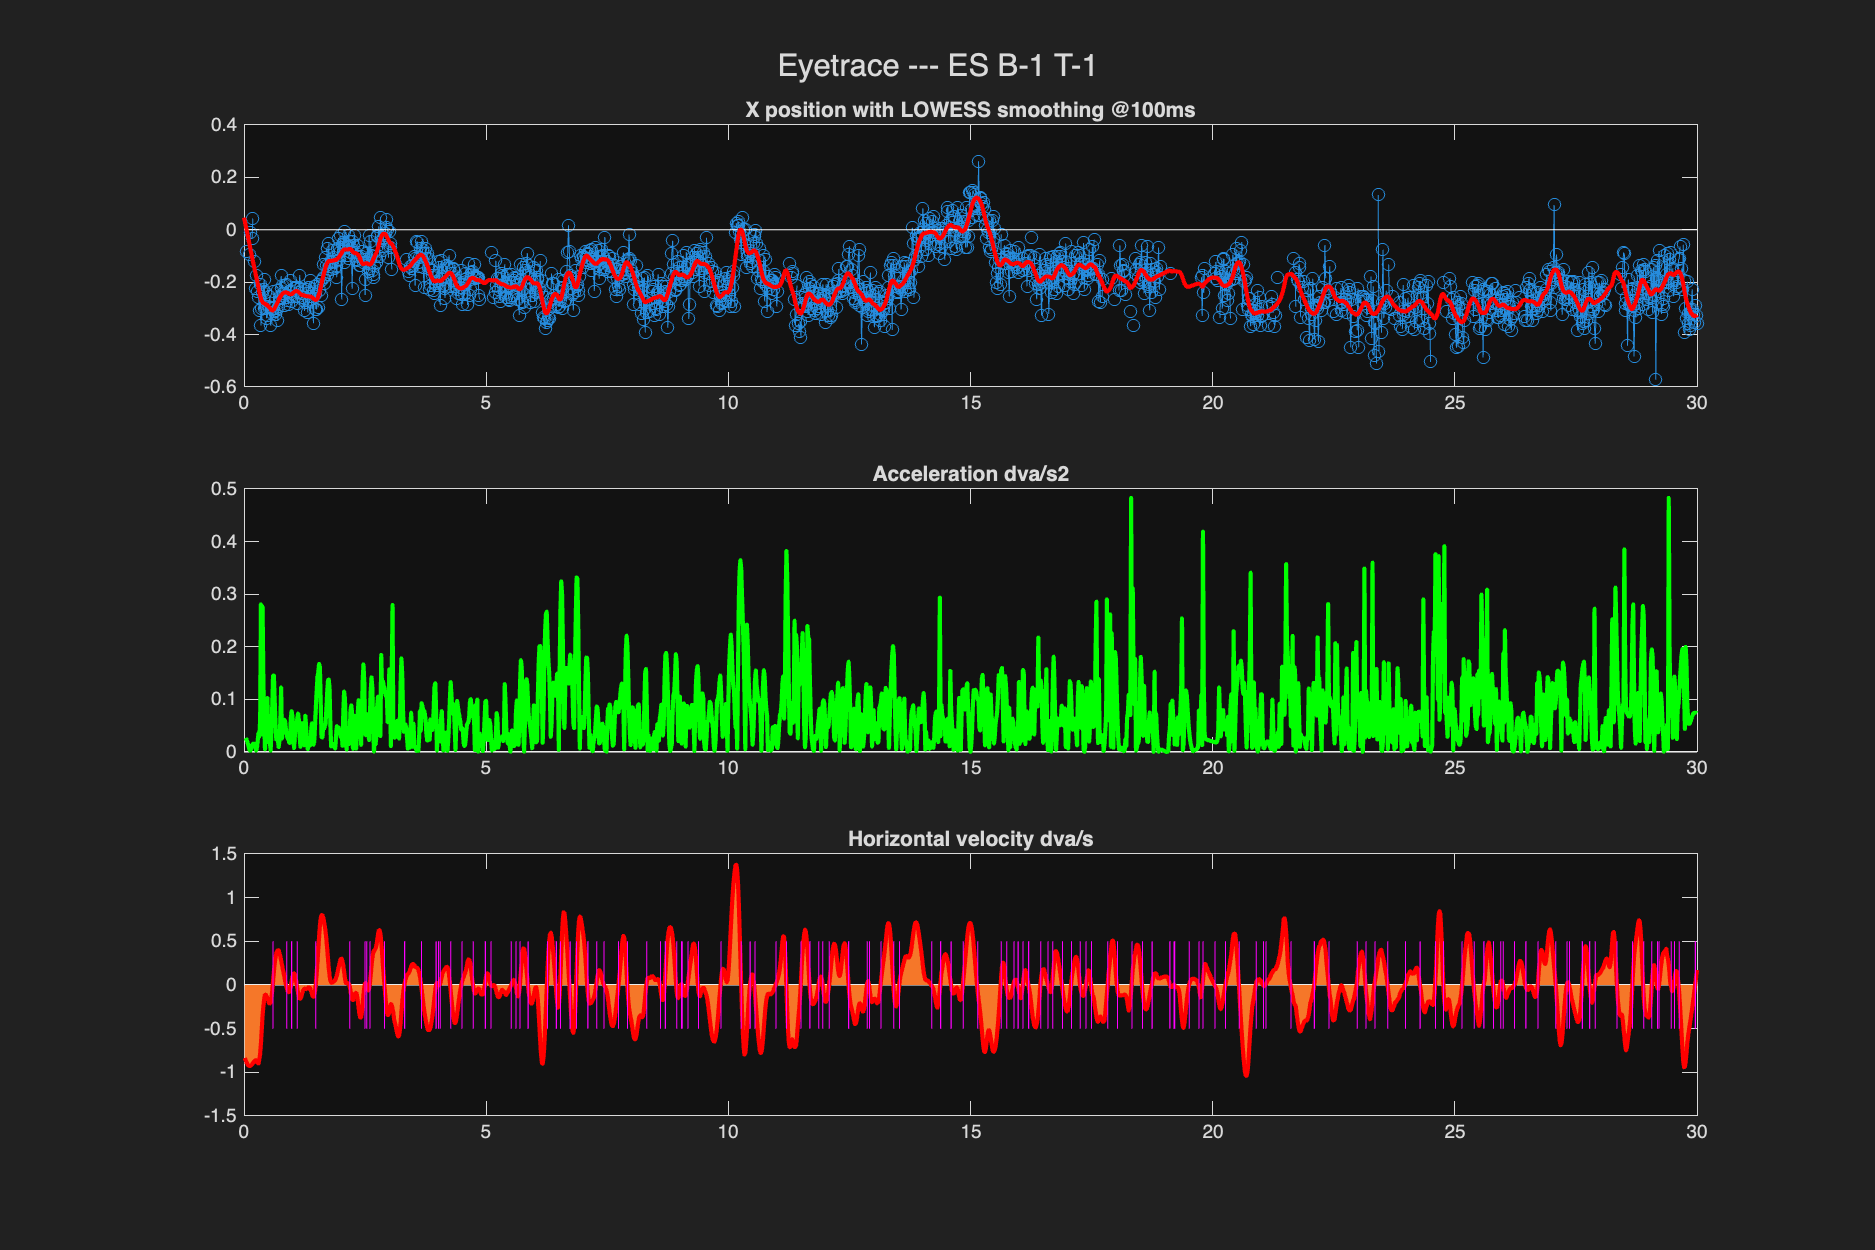 Eyetrace --- ES B-1 T-1
X position with LOWESS smoothing @100ms
0.4
0.2
0
-0.2
-0.4
-0.6
0 5 10 15 20 25 30
Acceleration dva/s2
0.5
0.4
0.3
0.2
0.1
0
0 5 10 15 20 25 30
Horizontal velocity dva/s
1.5
1
0.5
0
-0.5
-1
-1.5
0 5 10 15 20 25 30